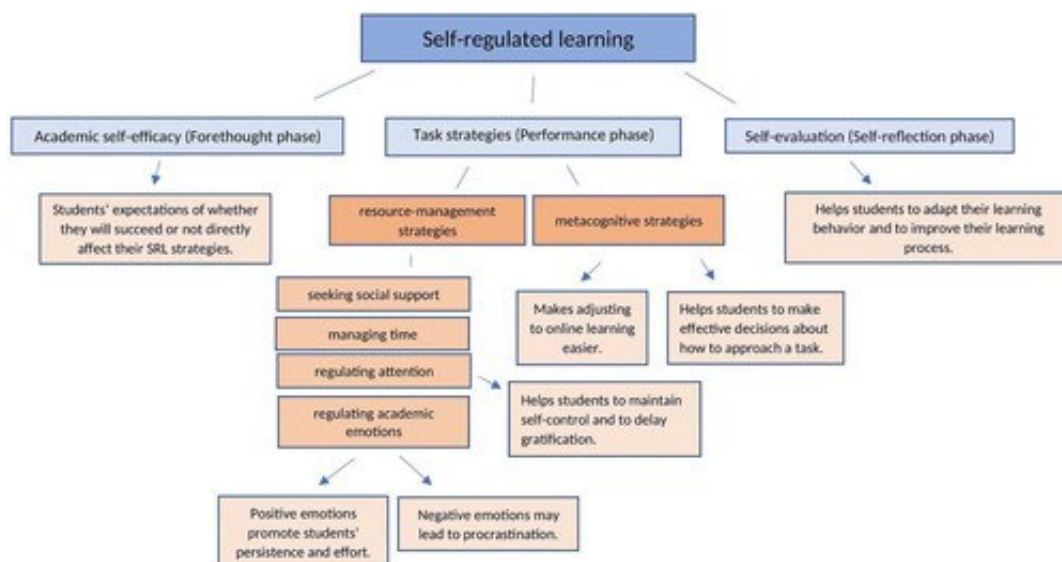 Self-regulated learning
Academic self-efficacy (Forethought phase)
Task strategies (Performance phase)
Self-evaluation (Self-reflection phase)
Students' expectations of whether
they will succeed or not directly
affect their SRL strategies.
resource-management
strategies
metacognitive strategies
Helps students to adapt their learning
behavior and to improve their learning
process.
seeking social support
managing time
regulating attention
regulating academic
emotions
Makes adjusting
to online learning
easier.
Helps students to make
effective decisions about
how to approach a task.
Helps students to maintain
self-control and to delay
gratification.
Positive emotions
promote students'
persistence and effort.
Negative emotions may
lead to procrastination.